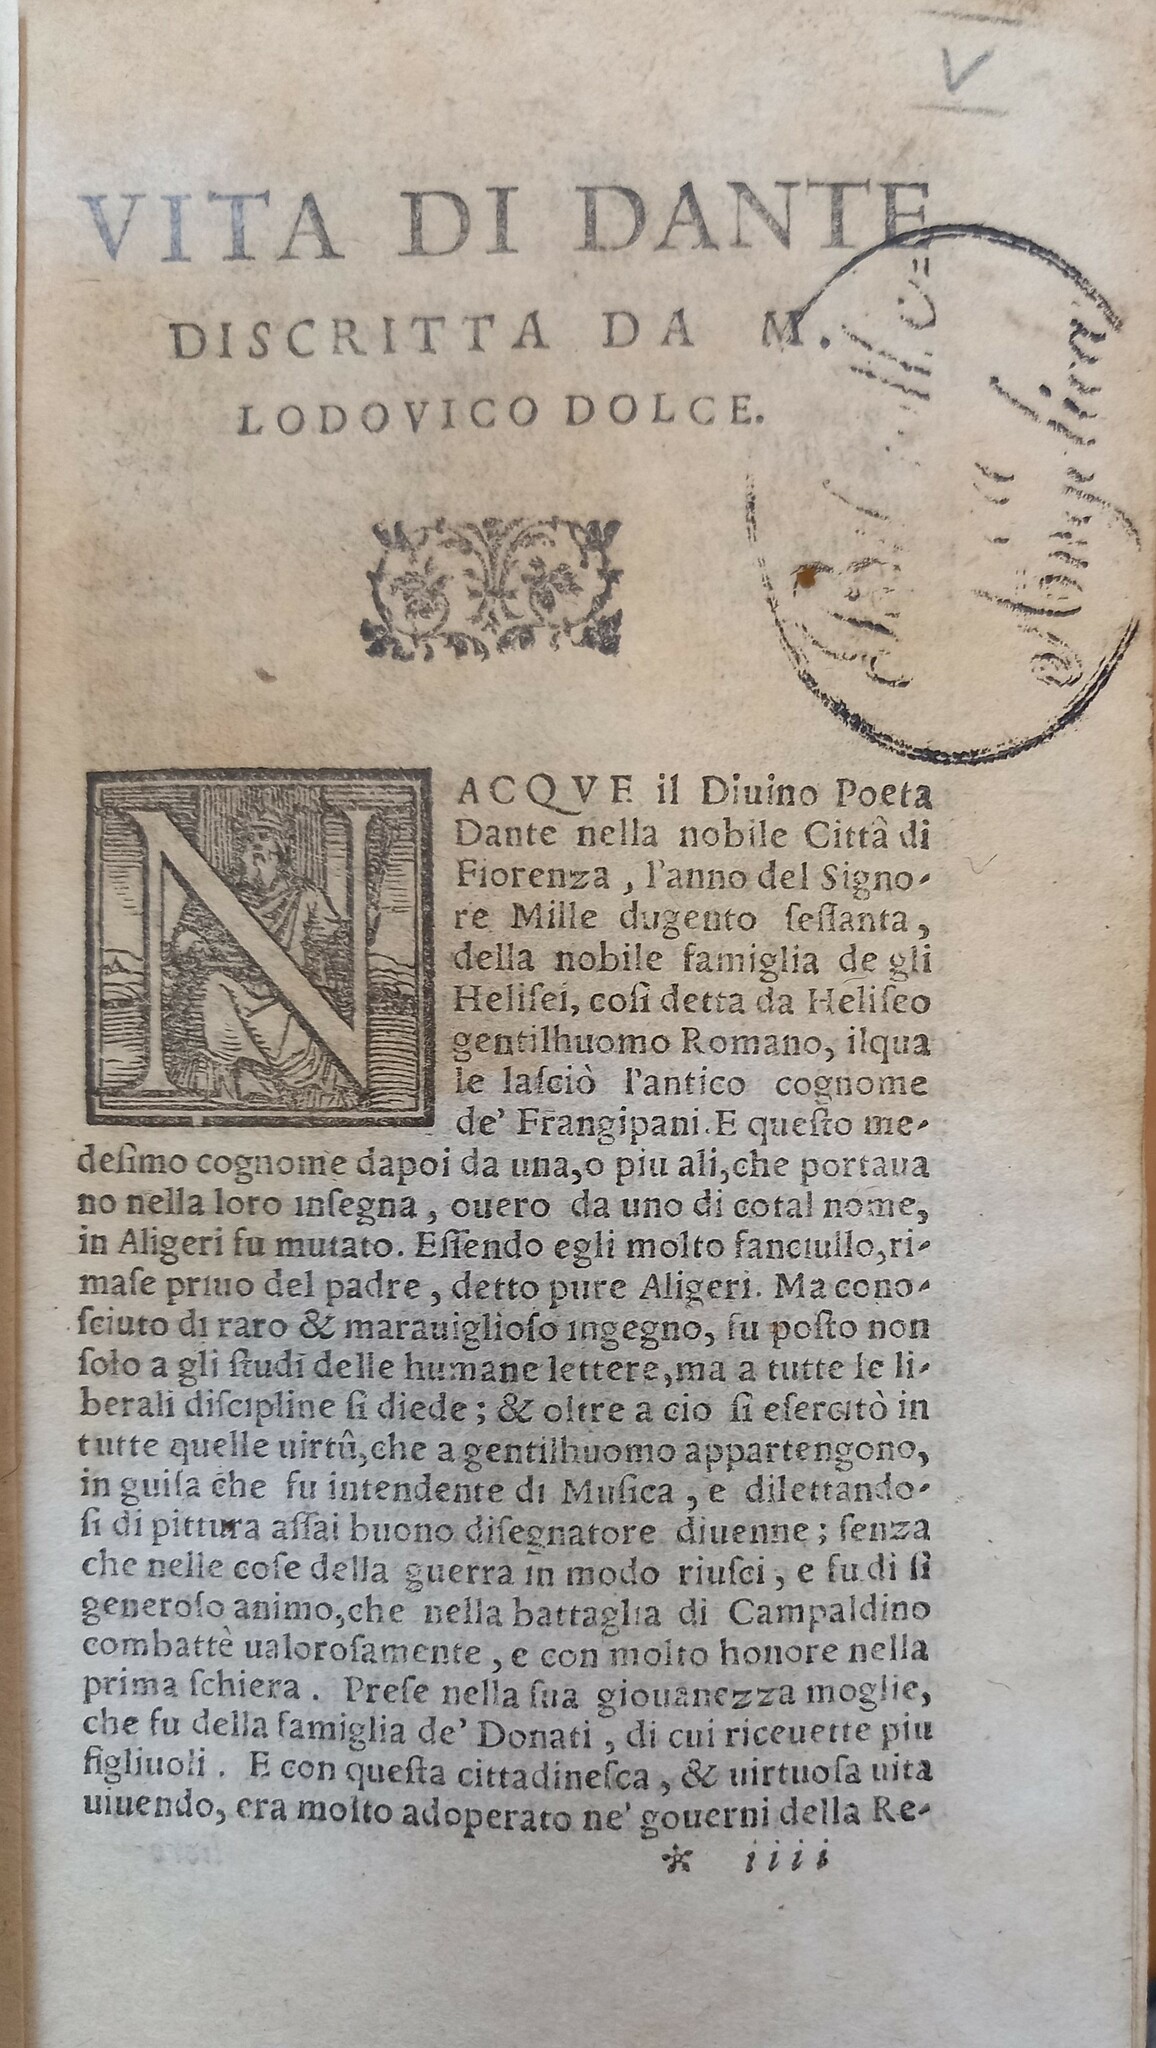 V
VITA DI DANTE
DISCRITTA DA M.
LODOVICO DOLCE.
NACQVE il Diuino Poeta
Dante nella nobile Città di
Fiorenza, l'anno del Signo-
re Mille dugento ſeſſanta,
della nobile famiglia de gli
Heliſei, coſi detta da Heliſeo
gentilhuomo Romano, ilqua
le laſciò l'antico cognome
de' Frangipani. E queſto me-
deſimo cognome dapoi da una, o piu ali, che portaua
no nella loro inſegna, ouero da uno di cotal nome,
in Aligeri fu mutato. Eſſendo egli molto fanciullo, ri-
maſe priuo del padre, detto pure Aligeri. Ma cono-
ſciuto di raro & marauiglioſo ingegno, fu poſto non
ſolo a gli ſtudi delle humane lettere, ma a tutte le li-
berali diſcipline ſi diede; & oltre a cio ſi eſercitò in
tutte quelle uirtû, che a gentilhuomo appartengono,
in guiſa che fu intendente di Muſica, e dilettando-
ſi di pittura aſſai buono diſegnatore diuenne; ſenza
che nelle coſe della guerra in modo riuſci, e fu di ſì
generoſo animo, che nella battaglia di Campaldino
combattè ualoroſamente, e con molto honore nella
prima ſchiera. Preſe nella ſua giouanezza moglie,
che fu della famiglia de' Donati, di cui riceuette piu
figliuoli. E con queſta cittadineſca, & uirtuoſa uita
uiuendo, era molto adoperato ne' gouerni della Re-
* iiii